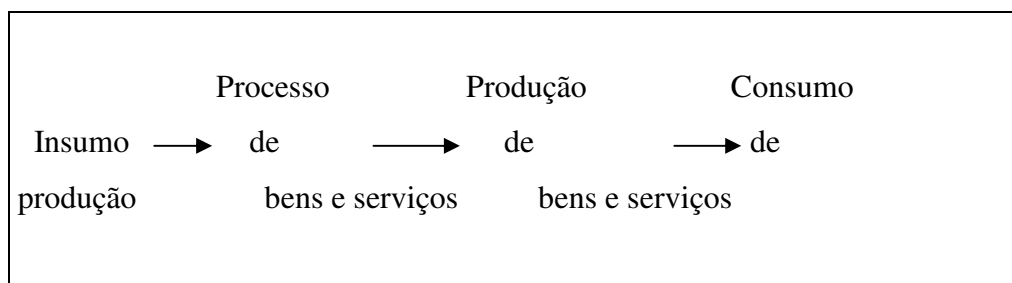 Processo Produção Consumo
Insumo de de de
produção bens e serviços bens e serviços